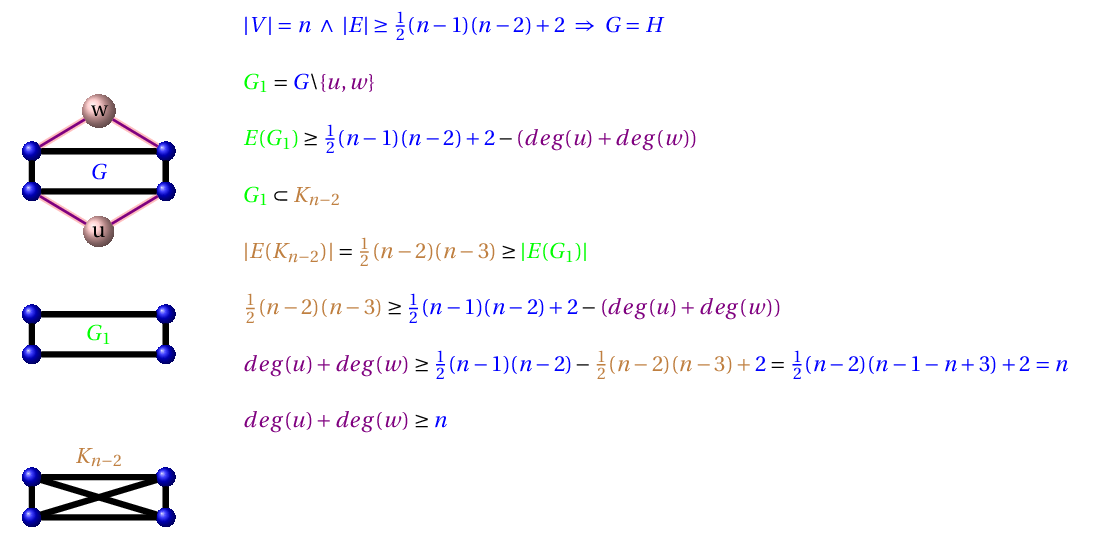 |V| = n ∧ |E| ≥ ½(n − 1)(n − 2) + 2 ⇒ G = H
G₁ = G\{u, w}
w
E(G₁) ≥ ½(n − 1)(n − 2) + 2 − (deg(u) + deg(w))
G
G₁ ⊂ Kₙ₋₂
u
|E(Kₙ₋₂)| = ½(n − 2)(n − 3) ≥ |E(G₁)|
½(n − 2)(n − 3) ≥ ½(n − 1)(n − 2) + 2 − (deg(u) + deg(w))
G₁
deg(u) + deg(w) ≥ ½(n − 1)(n − 2) − ½(n − 2)(n − 3) + 2 = ½(n − 2)(n − 1 − n + 3) + 2 = n
deg(u) + deg(w) ≥ n
Kₙ₋₂